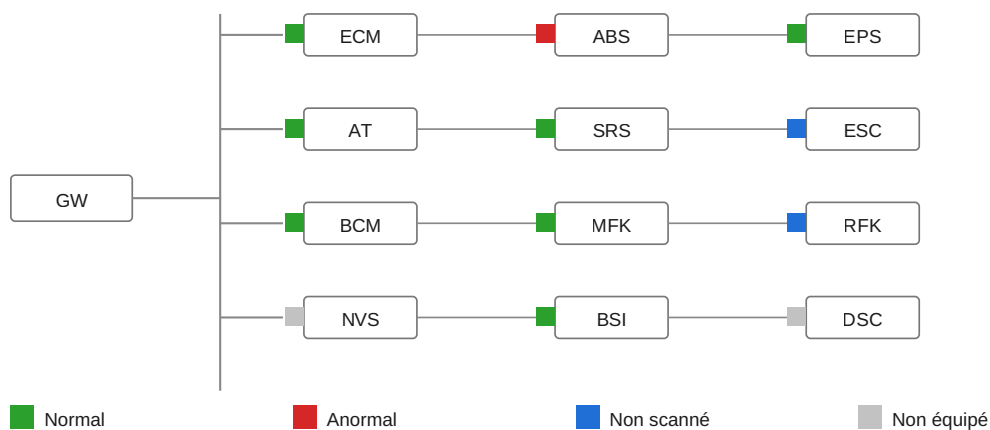 ECM
ABS
EPS
AT
SRS
ESC
GW
BCM
MFK
RFK
NVS
BSI
DSC
Normal
Anormal
Non scanné
Non équipé